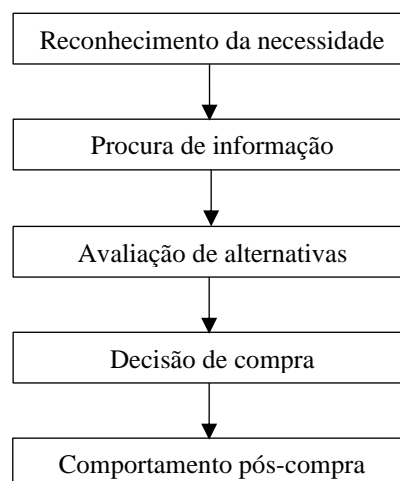 Reconhecimento da necessidade
Procura de informação
Avaliação de alternativas
Decisão de compra
Comportamento pós-compra